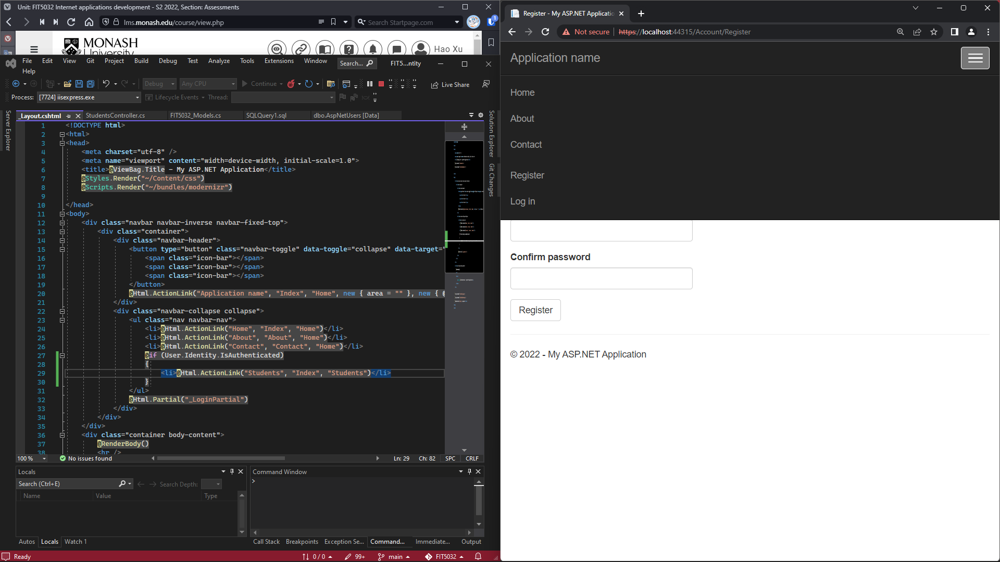 Unit: FIT5032 Internet applications development - S2 2022, Section: Assessments
lms.monash.edu/course/view.php
Search Startpage.com
1
MONASH
University
Hao Xu
File Edit View Git Project Build Debug Test Analyze Tools Extensions Window
Search...
FIT5...ntity
Help
Debug
Any CPU
Continue
Live Share
Process: [7724] iisexpress.exe
Lifecycle Events
Thread:
Server Explorer
_Layout.cshtml
StudentsController.cs
FIT5032_Models.cs
SQLQuery1.sql
dbo.AspNetUsers [Data]
Solution Explorer
Git Changes
1 <!DOCTYPE html>
2 <html>
3 <head>
4 <meta charset="utf-8" />
5 <meta name="viewport" content="width=device-width, initial-scale=1.0">
6 <title>@ViewBag.Title - My ASP.NET Application</title>
7 @Styles.Render("~/Content/css")
8 @Scripts.Render("~/bundles/modernizr")
9
10 </head>
11 <body>
12 <div class="navbar navbar-inverse navbar-fixed-top">
13 <div class="container">
14 <div class="navbar-header">
15 <button type="button" class="navbar-toggle" data-toggle="collapse" data-target="
16 <span class="icon-bar"></span>
17 <span class="icon-bar"></span>
18 <span class="icon-bar"></span>
19 </button>
20 @Html.ActionLink("Application name", "Index", "Home", new { area = "" }, new { @
21 </div>
22 <div class="navbar-collapse collapse">
23 <ul class="nav navbar-nav">
24 <li>@Html.ActionLink("Home", "Index", "Home")</li>
25 <li>@Html.ActionLink("About", "About", "Home")</li>
26 <li>@Html.ActionLink("Contact", "Contact", "Home")</li>
27 @if (User.Identity.IsAuthenticated)
28 {
29 <li>@Html.ActionLink("Students", "Index", "Students")</li>
30 }
31 </ul>
32 @Html.Partial("_LoginPartial")
33 </div>
34 </div>
35 </div>
36 <div class="container body-content">
37 @RenderBody()
38 <hr />
100 %
No issues found
Ln: 29 Ch: 82 SPC CRLF
Locals
Search (Ctrl+E)
Search Depth:
Name Value Type
Autos Locals Watch 1
Command Window
>
Call Stack Breakpoints Exception Se... Command... Immediate... Output
Ready
0 / 0
99+
main
FIT5032
Register - My ASP.NET Applicatio
Not secure
https://localhost:44315/Account/Register
Application name
Home
About
Contact
Register
Log in
Confirm password
Register
© 2022 - My ASP.NET Application